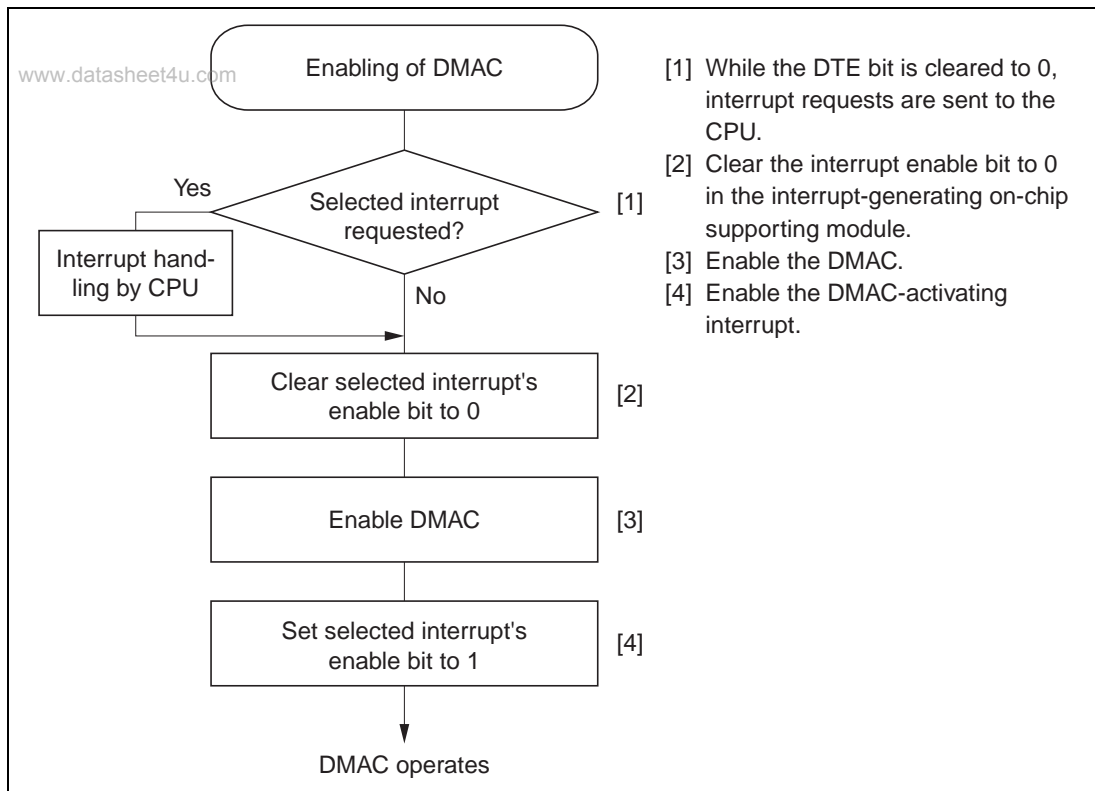 www.datasheet4u.com
Enabling of DMAC
Selected interrupt
requested?
[1]
Yes
Interrupt hand-
ling by CPU
No
Clear selected interrupt's
enable bit to 0
[2]
Enable DMAC
[3]
Set selected interrupt's
enable bit to 1
[4]
DMAC operates
[1] While the DTE bit is cleared to 0,
interrupt requests are sent to the
CPU.
[2] Clear the interrupt enable bit to 0
in the interrupt-generating on-chip
supporting module.
[3] Enable the DMAC.
[4] Enable the DMAC-activating
interrupt.